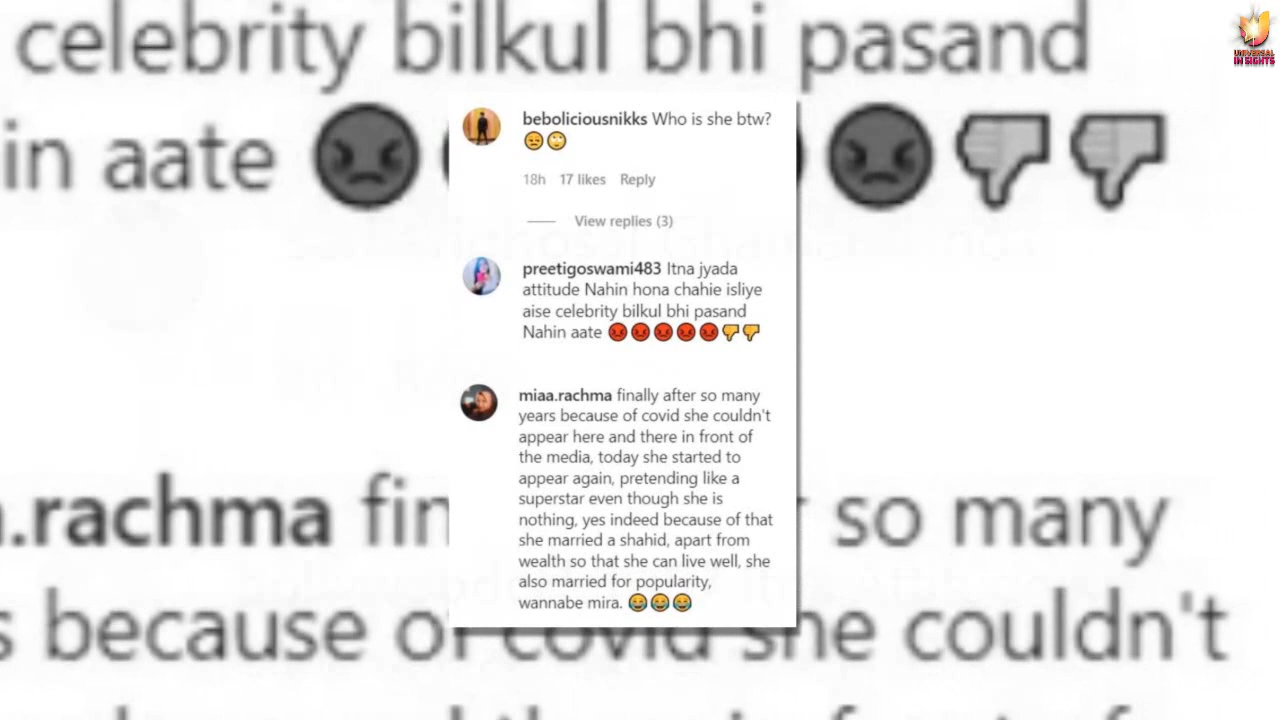 celebrity bilkul bhi pasand
in aate 😡 😡 👎 👎
UNIVERSAL
INSIGHTS
beboliciousnikks Who is she btw?
😒🙄
18h 17 likes Reply
View replies (3)
preetigoswami483 Itna jyada
attitude Nahin hona chahie isliye
aise celebrity bilkul bhi pasand
Nahin aate 😡😡😡😡😡👎👎
miaa.rachma finally after so many
years because of covid she couldn't
appear here and there in front of
the media, today she started to
appear again, pretending like a
superstar even though she is
nothing, yes indeed because of that
she married a shahid, apart from
wealth so that she can live well, she
also married for popularity,
wannabe mira. 😂😂😂
.rachma fin so many
s because of covid she couldn't